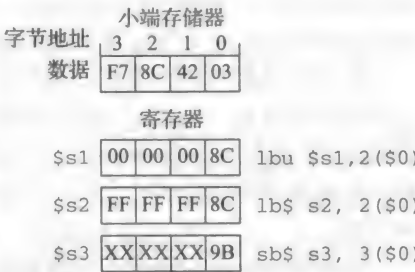 小端存储器
字节地址 3 2 1 0
数据 F7 8C 42 03
寄存器
$s1 00 00 00 8C lbu $s1,2($0)
$s2 FF FF FF 8C lb$ s2, 2($0)
$s3 XX XX XX 9B sb$ s3, 3($0)